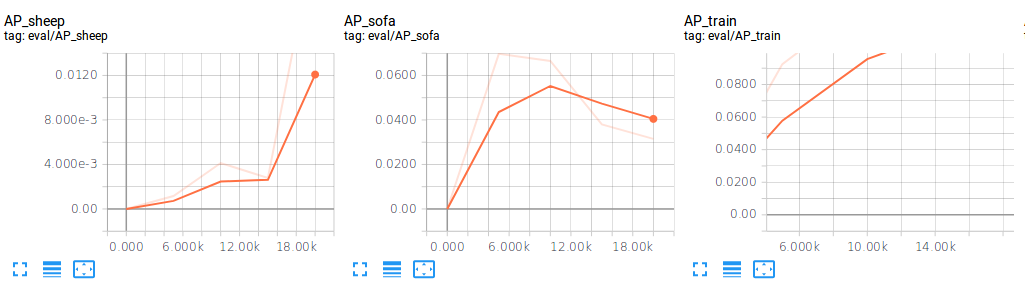 AP_sheep
tag: eval/AP_sheep
0.0120
8.000e-3
4.000e-3
0.00
0.000 6.000k 12.00k 18.00k
AP_sofa
tag: eval/AP_sofa
0.0600
0.0400
0.0200
0.00
0.000 6.000k 12.00k 18.00k
AP_train
tag: eval/AP_train
0.0800
0.0600
0.0400
0.0200
0.00
6.000k 10.00k 14.00k